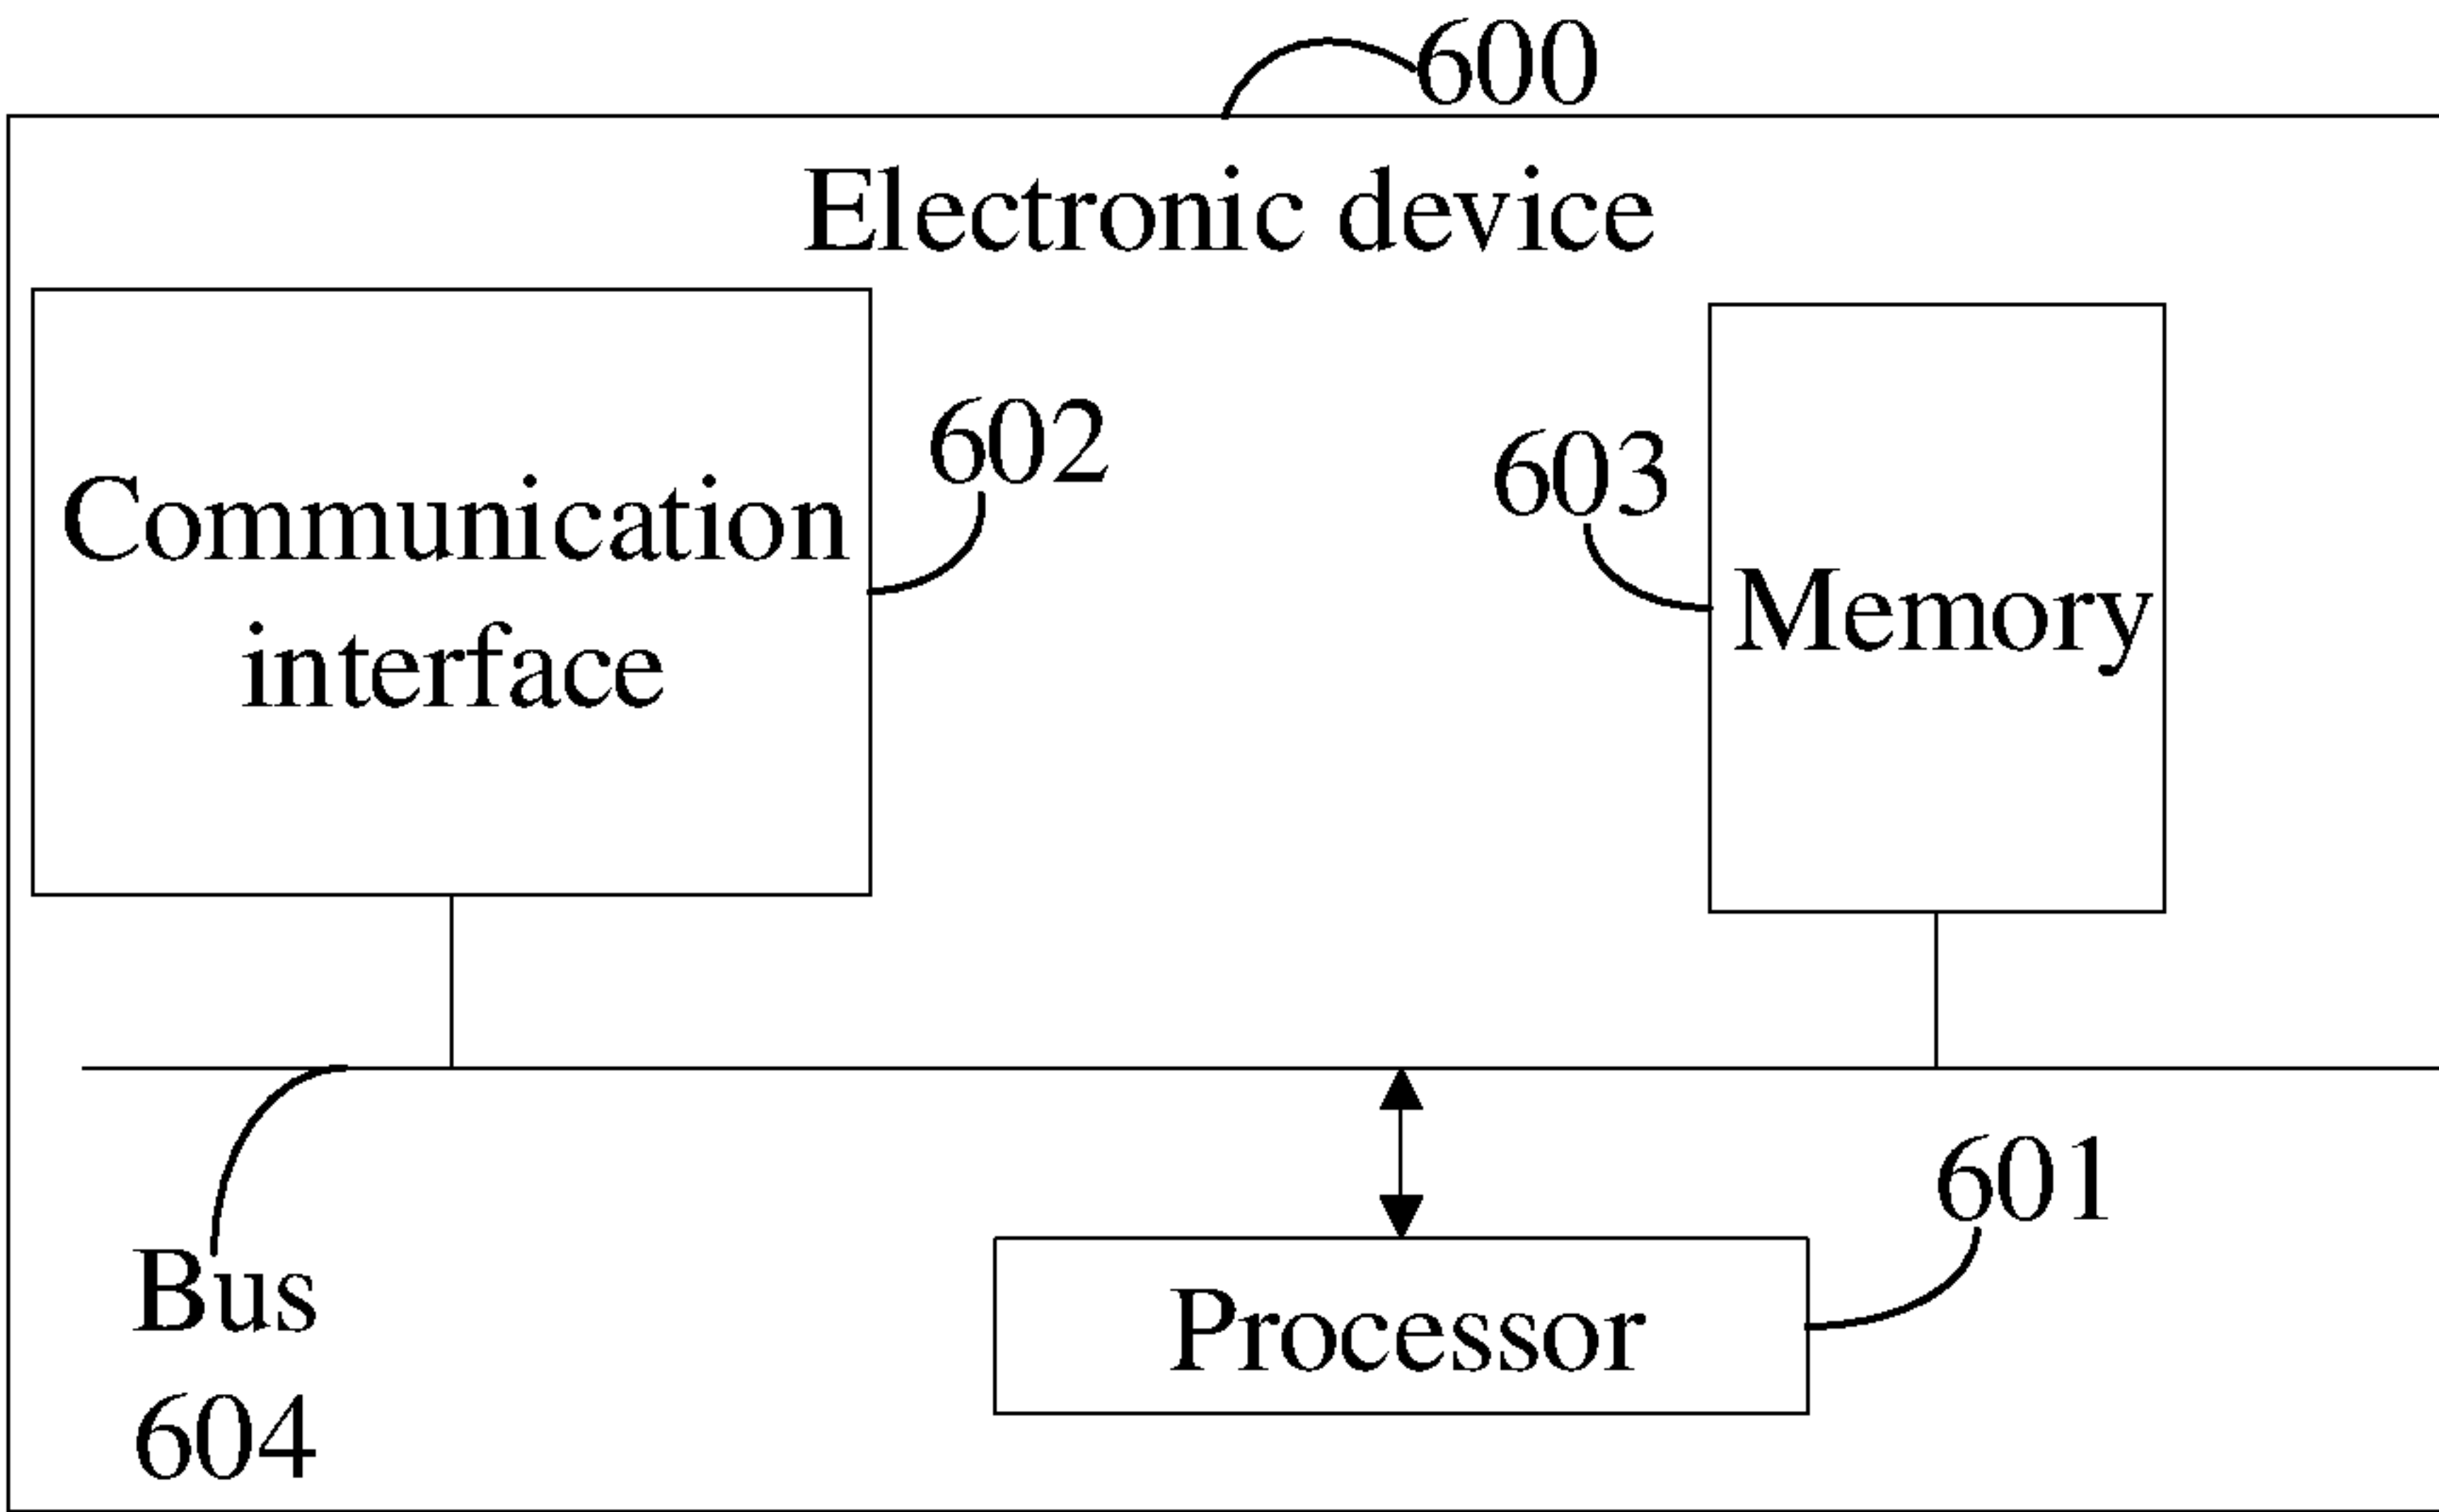 600
Electronic device
602
603
Communication
interface
Memory
601
Bus
604
Processor